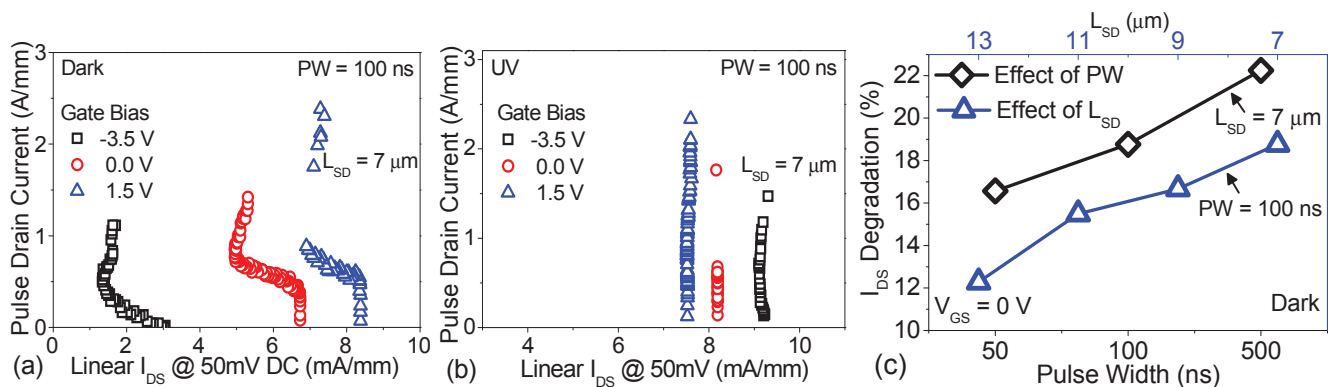 (a)
Pulse Drain Current (A/mm)
3
2
1
0
Dark
PW = 100 ns
Gate Bias
-3.5 V
0.0 V
1.5 V
L_SD = 7 μm
0 2 4 6 8 10
Linear I_DS @ 50mV DC (mA/mm)
(b)
Pulse Drain Current (A/mm)
3
2
1
0
UV
PW = 100 ns
Gate Bias
-3.5 V
0.0 V
1.5 V
L_SD = 7 μm
4 6 8 10
Linear I_DS @ 50mV (mA/mm)
(c)
L_SD (μm)
13 11 9 7
I_DS Degradation (%)
22
20
18
16
14
12
10
Effect of PW
Effect of L_SD
L_SD = 7 μm
PW = 100 ns
V_GS = 0 V
Dark
50 100 500
Pulse Width (ns)